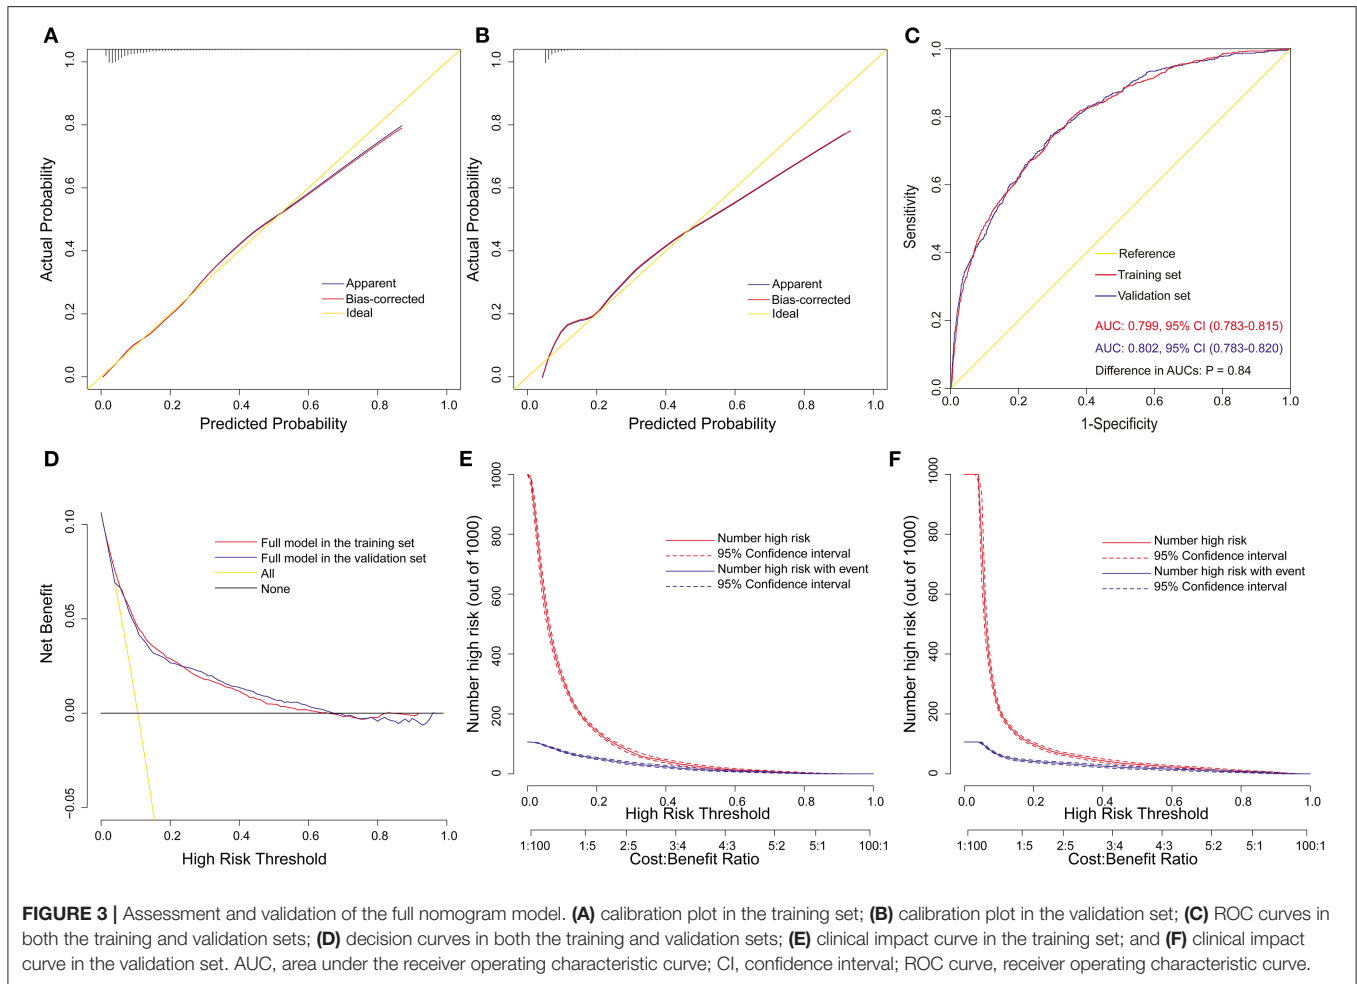 A
Actual Probability
1.0
0.8
0.6
0.4
0.2
0.0
Apparent
Bias-corrected
Ideal
0.0 0.2 0.4 0.6 0.8 1.0
Predicted Probability
B
Actual Probability
1.0
0.8
0.6
0.4
0.2
0.0
Apparent
Bias-corrected
Ideal
0.0 0.2 0.4 0.6 0.8 1.0
Predicted Probability
C
Sensitivity
1.0
0.8
0.6
0.4
0.2
0.0
Reference
Training set
Validation set
AUC: 0.799, 95% CI (0.783-0.815)
AUC: 0.802, 95% CI (0.783-0.820)
Difference in AUCs: P = 0.84
0.0 0.2 0.4 0.6 0.8 1.0
1-Specificity
D
Net Benefit
0.10
0.05
0.00
−0.05
Full model in the training set
Full model in the validation set
All
None
0.0 0.2 0.4 0.6 0.8 1.0
High Risk Threshold
E
Number high risk (out of 1000)
1000
800
600
400
200
0
Number high risk
95% Confidence interval
Number high risk with event
95% Confidence interval
0.0 0.2 0.4 0.6 0.8 1.0
High Risk Threshold
1:100 1:5 2:5 3:4 4:3 5:2 5:1 100:1
Cost:Benefit Ratio
F
Number high risk (out of 1000)
1000
800
600
400
200
0
Number high risk
95% Confidence interval
Number high risk with event
95% Confidence interval
0.0 0.2 0.4 0.6 0.8 1.0
High Risk Threshold
1:100 1:5 2:5 3:4 4:3 5:2 5:1 100:1
Cost:Benefit Ratio
FIGURE 3 | Assessment and validation of the full nomogram model. (A) calibration plot in the training set; (B) calibration plot in the validation set; (C) ROC curves in
both the training and validation sets; (D) decision curves in both the training and validation sets; (E) clinical impact curve in the training set; and (F) clinical impact
curve in the validation set. AUC, area under the receiver operating characteristic curve; CI, confidence interval; ROC curve, receiver operating characteristic curve.